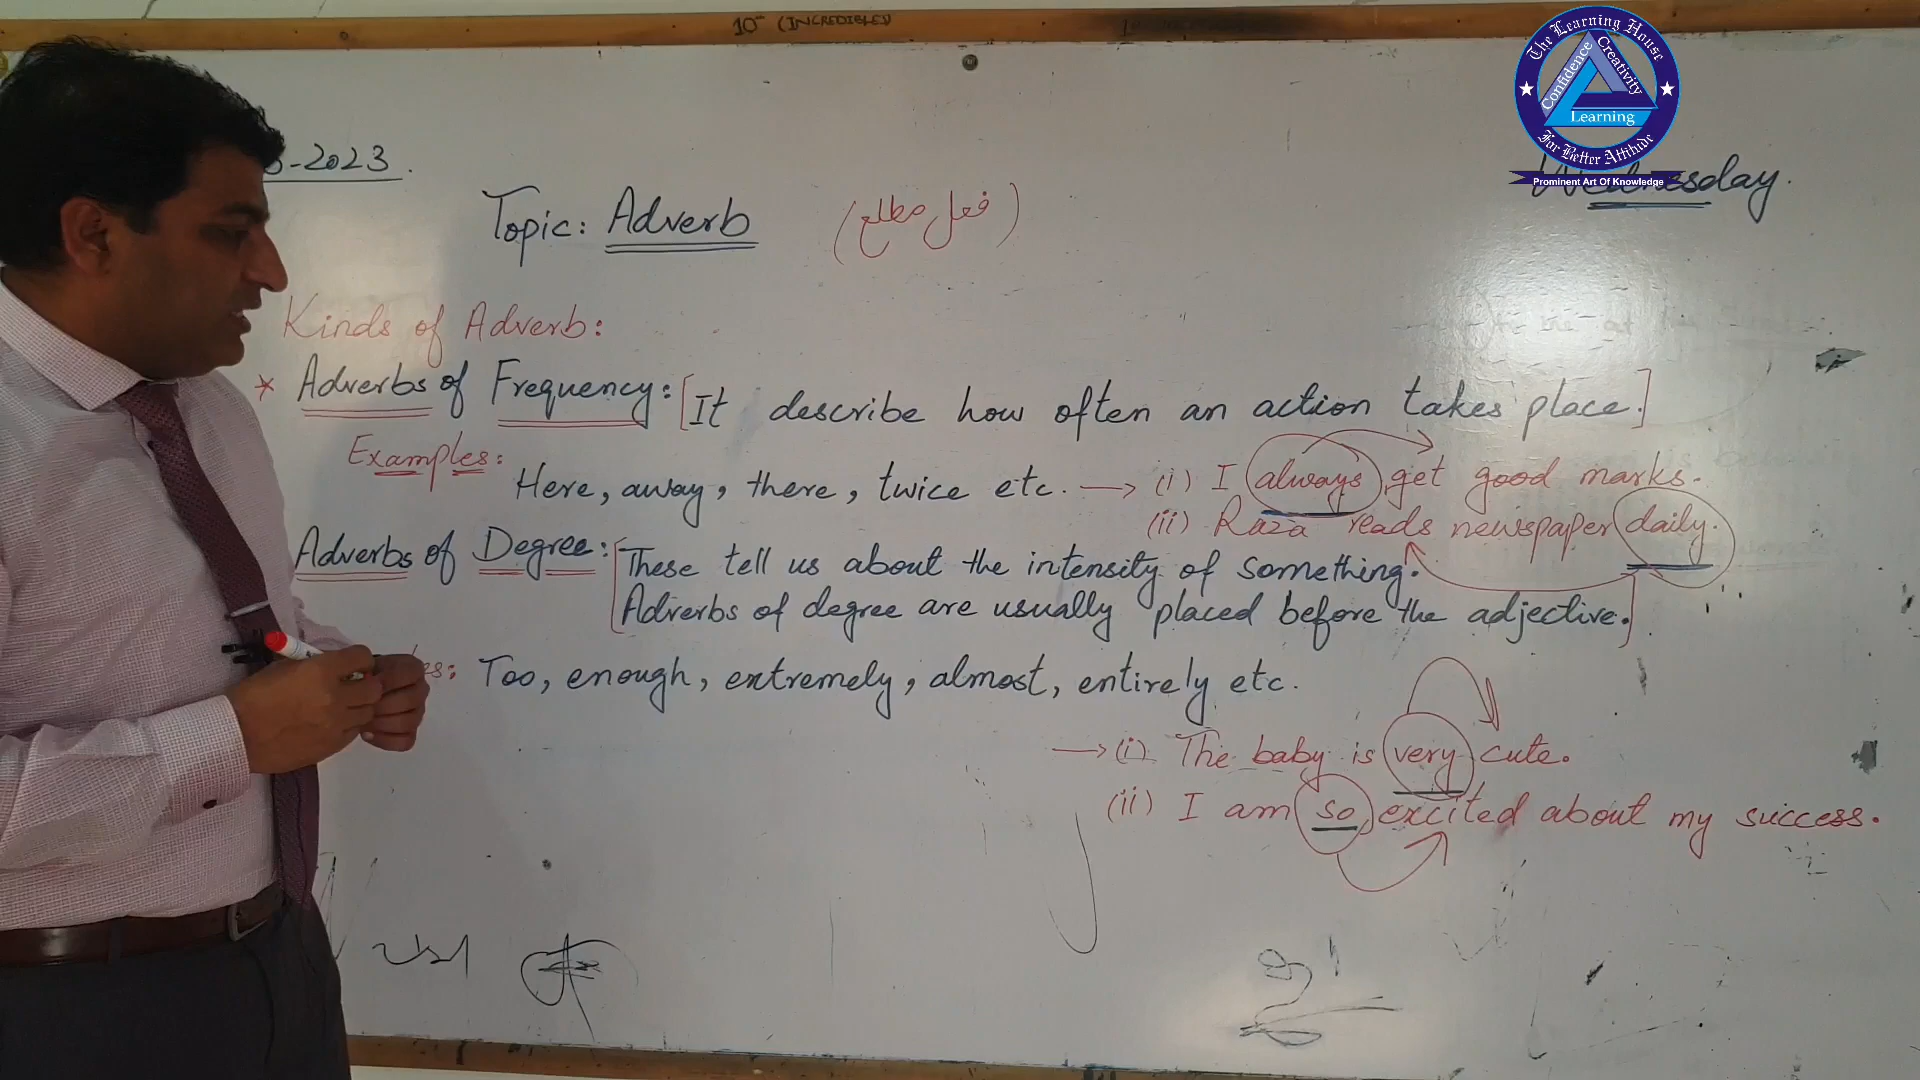 10 (INCREDIBLES)
The Learning House
Confidence
Creativity
Learning
For Better Attitude
Prominent Art Of Knowledge
-2023.
Wednesday.
Topic: Adverb (فعل مطلع)
Kinds of Adverb:
* Adverbs of Frequency: [It describe how often an action takes place.]
Examples:
Here, away, there, twice etc. → (i) I always get good marks.
(ii) Raza reads newspaper daily.
Adverbs of Degree: [These tell us about the intensity of something.
Adverbs of degree are usually placed before the adjective.]
es: Too, enough, extremely, almost, entirely etc.
→ (i) The baby is very cute.
(ii) I am so excited about my success.